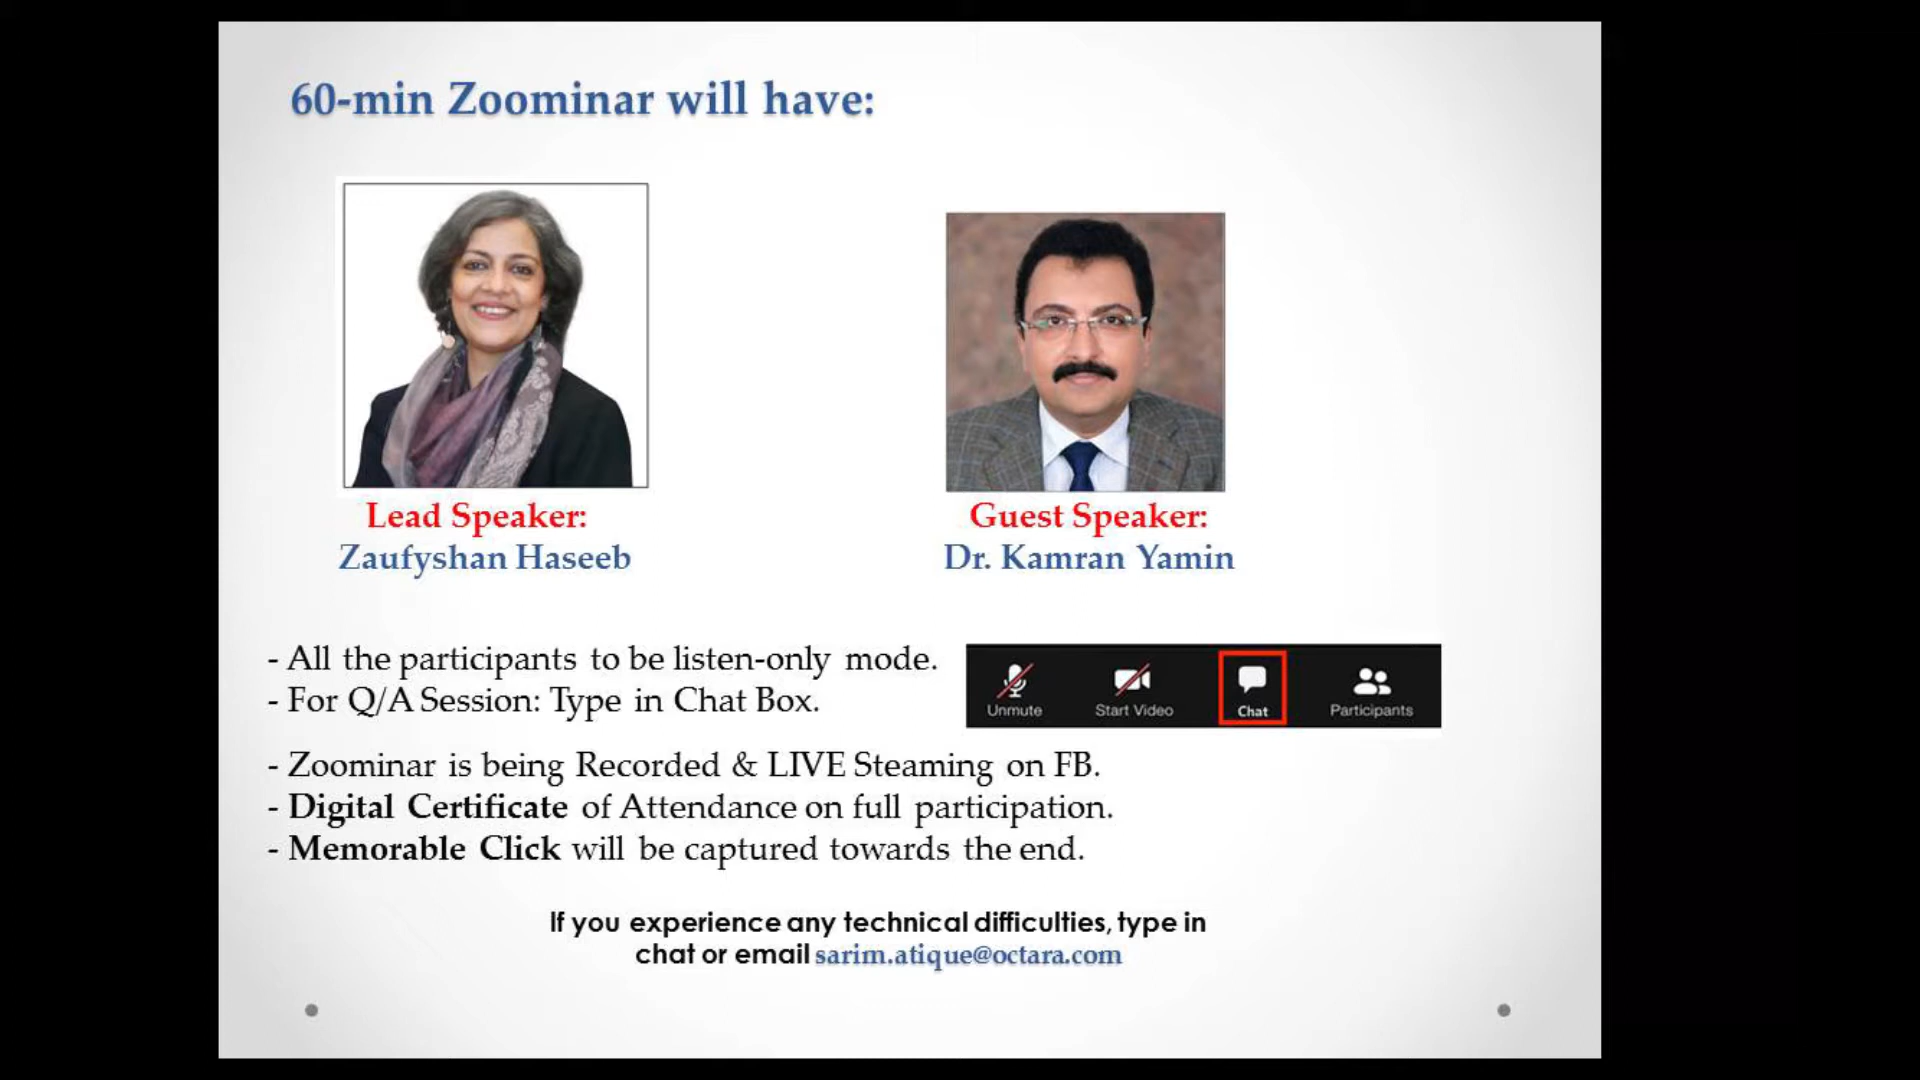 60-min Zoominar will have:
Lead Speaker:
Zaufyshan Haseeb
Guest Speaker:
Dr. Kamran Yamin
- All the participants to be listen-only mode.
- For Q/A Session: Type in Chat Box.
Unmute
Start Video
Chat
Participants
- Zoominar is being Recorded & LIVE Steaming on FB.
- Digital Certificate of Attendance on full participation.
- Memorable Click will be captured towards the end.
If you experience any technical difficulties, type in
chat or email sarim.atique@octara.com